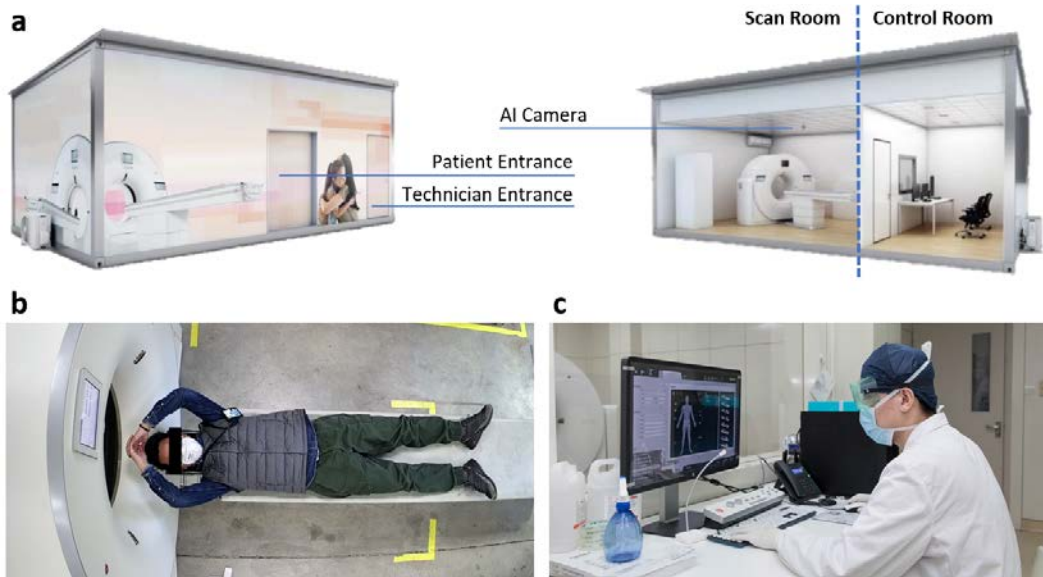 a
Scan Room
Control Room
AI Camera
Patient Entrance
Technician Entrance
b
c